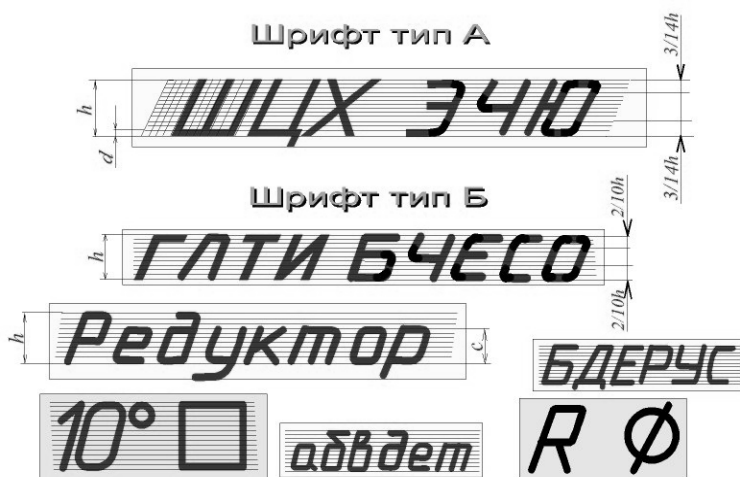 Шрифт тип А
3/14h
h
ШЦХ ЭЧЮ
d
3/14h
Шрифт тип Б
2/10h
h
ГЛТИ БЧЕСО
2/10h
h
Редуктор
c
БДЕРУС
10° □
абвдет
R ϕ